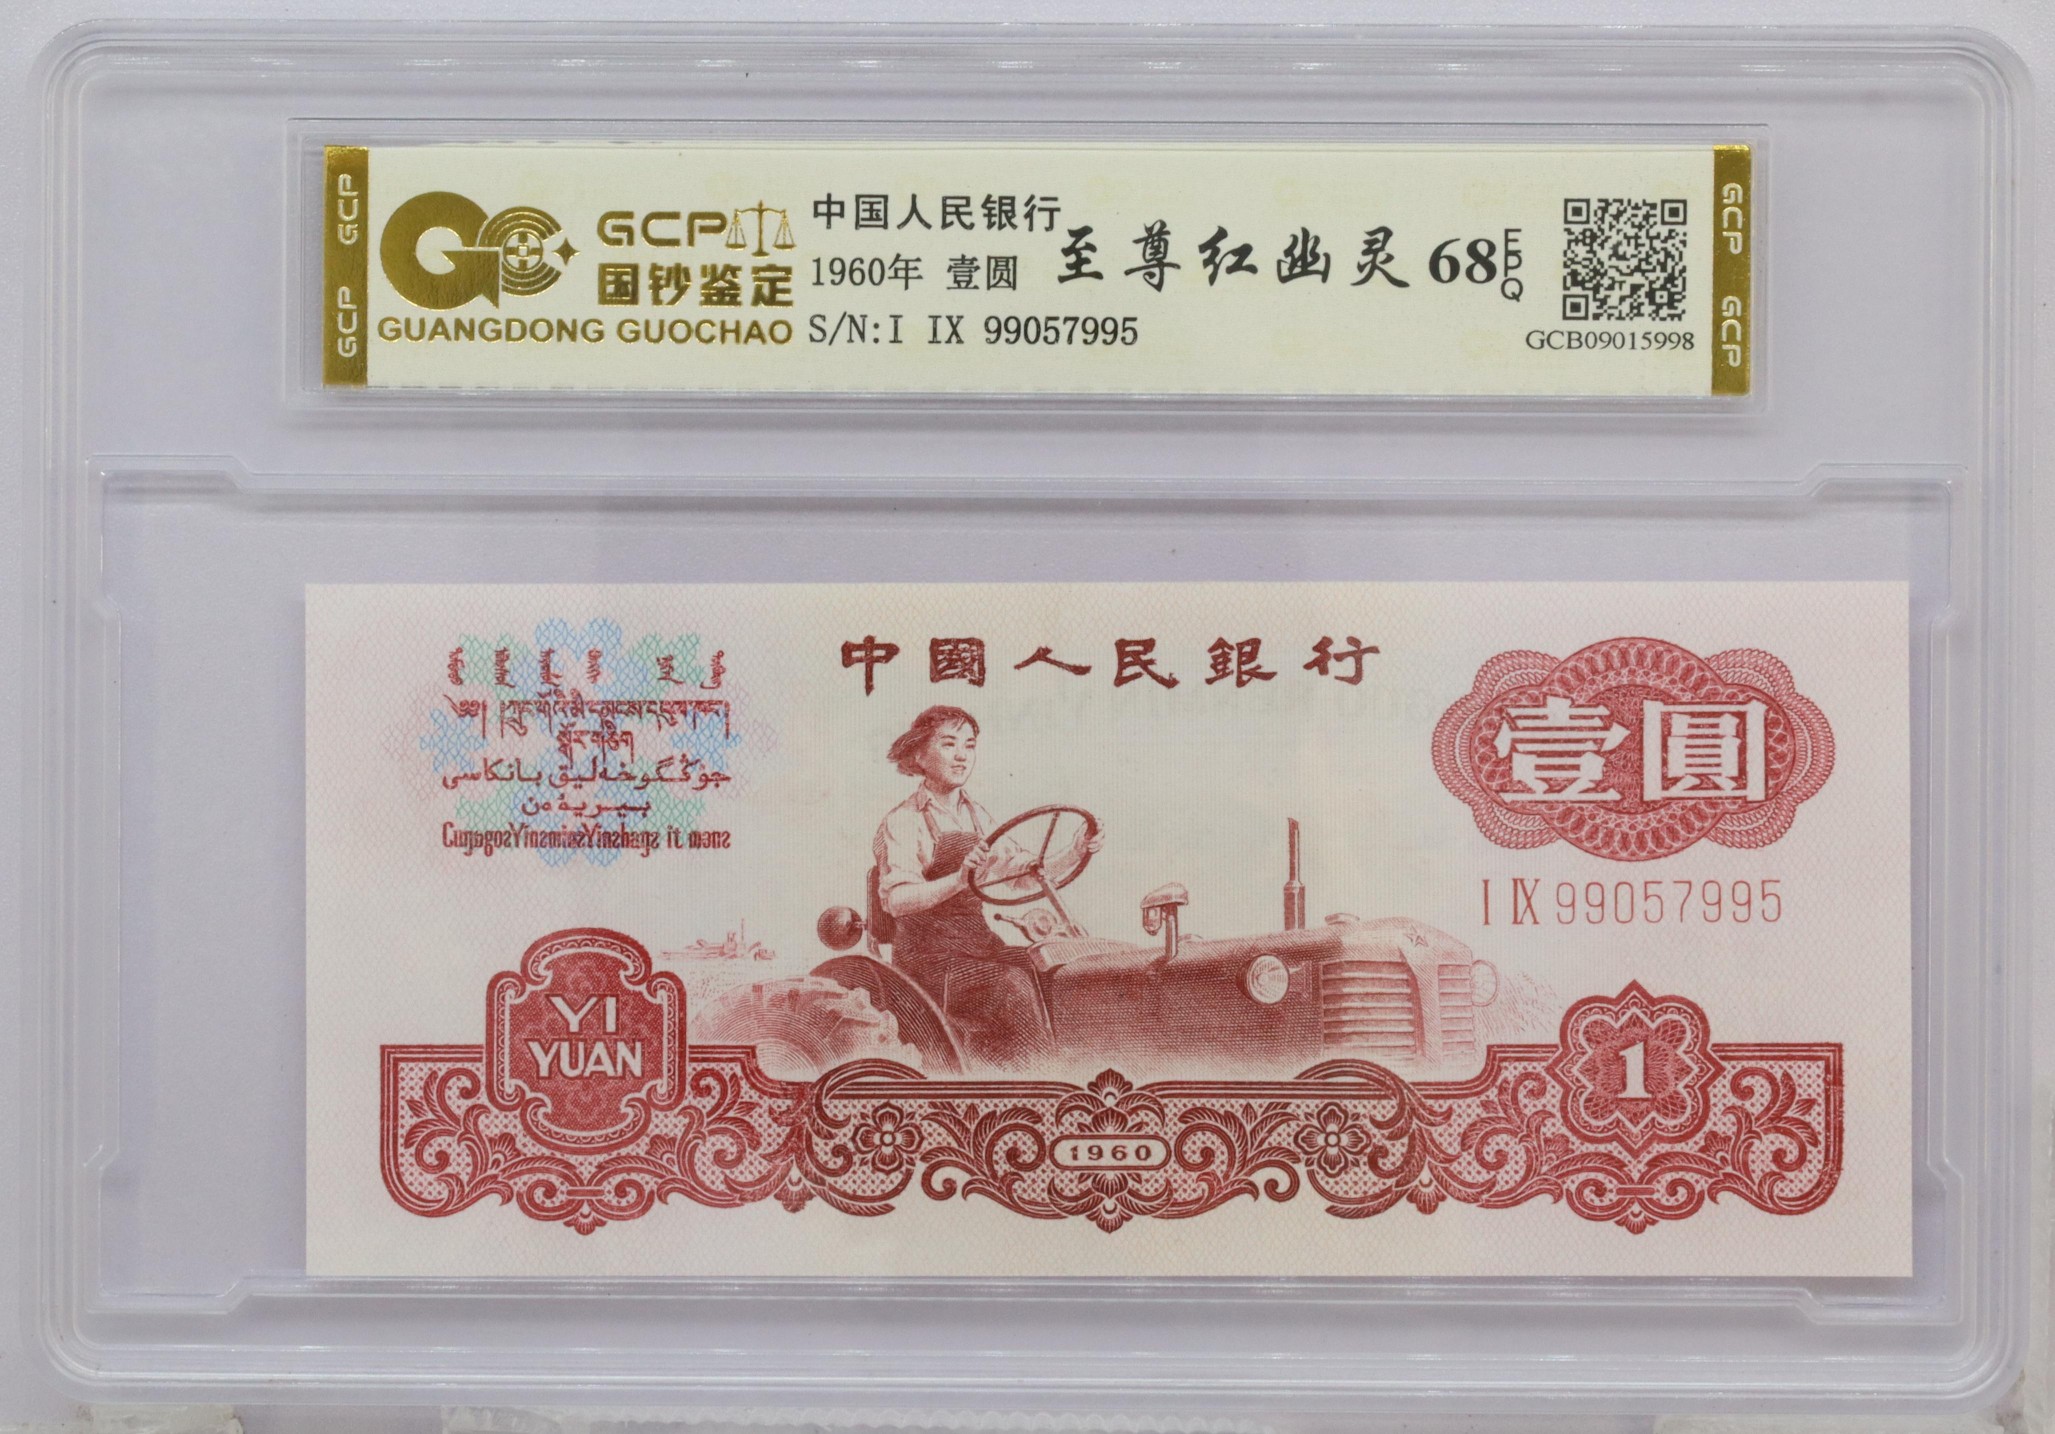 GCP GCP
GCP
国钞鉴定
GUANGDONG GUOCHAO
中国人民银行
1960年 壹圆
S/N:I IX 99057995
至尊红幽灵 68 EPQ
GCB09015998
GCP GCP
中國人民銀行
壹圓
I IX 99057995
YI
YUAN
1960
1